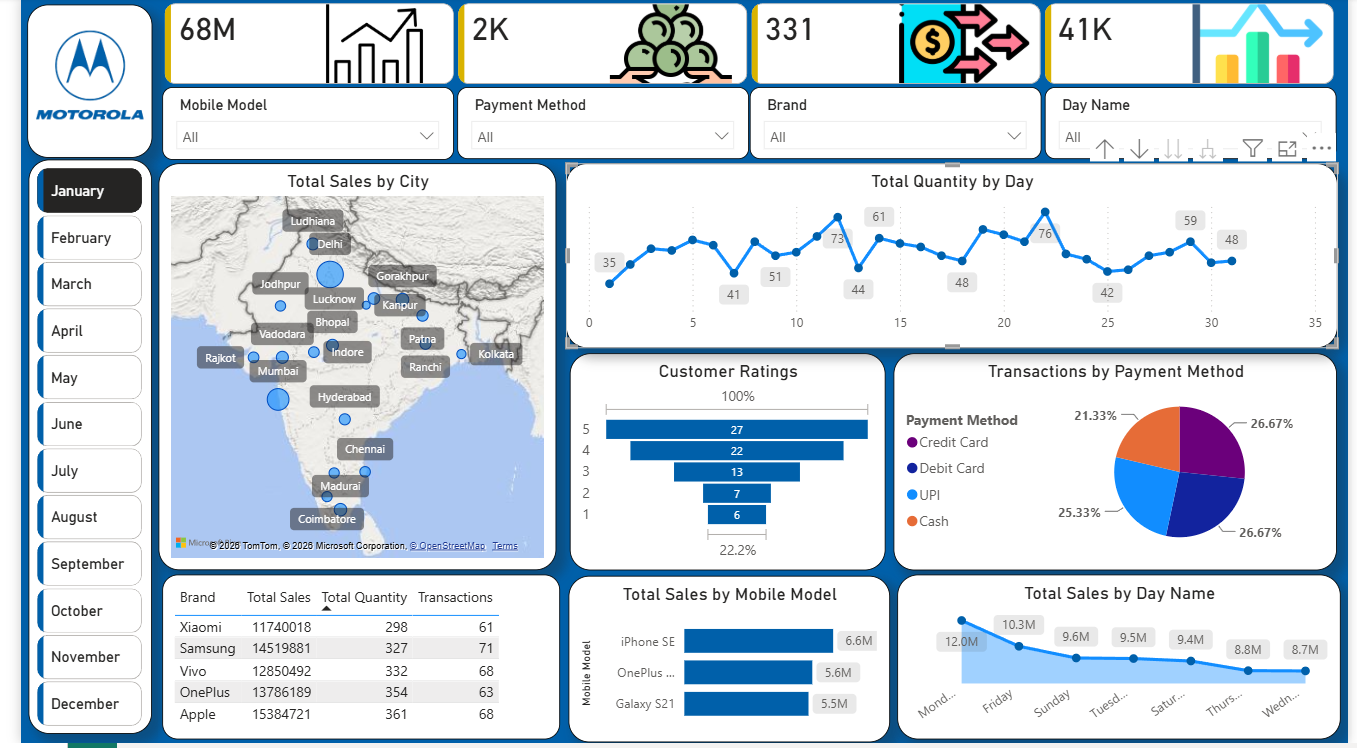 MOTOROLA
68M
2K
331
41K
Mobile Model
All
Payment Method
All
Brand
All
Day Name
All
January
February
March
April
May
June
July
August
September
October
November
December
Total Sales by City
Ludhiana
Delhi
Jodhpur
Gorakhpur
Lucknow
Kanpur
Bhopal
Vadodara
Patna
Rajkot
Indore
Kolkata
Mumbai
Ranchi
Hyderabad
Chennai
Madurai
Coimbatore
© 2026 TomTom, © 2026 Microsoft Corporation, © OpenStreetMap Terms
Total Quantity by Day
35
41
51
73
44
61
48
76
42
59
48
0 5 10 15 20 25 30 35
Customer Ratings
100%
5 27
4 22
3 13
2 7
1 6
22.2%
Transactions by Payment Method
Payment Method
Credit Card
Debit Card
UPI
Cash
21.33%
26.67%
25.33%
26.67%
Brand Total Sales Total Quantity Transactions
Xiaomi 11740018 298 61
Samsung 14519881 327 71
Vivo 12850492 332 68
OnePlus 13786189 354 63
Apple 15384721 361 68
Total Sales by Mobile Model
Mobile Model
iPhone SE 6.6M
OnePlus ... 5.6M
Galaxy S21 5.5M
Total Sales by Day Name
12.0M
10.3M
9.6M
9.5M
9.4M
8.8M
8.7M
Mond... Friday Sunday Tuesd... Satur... Thurs... Wedn...